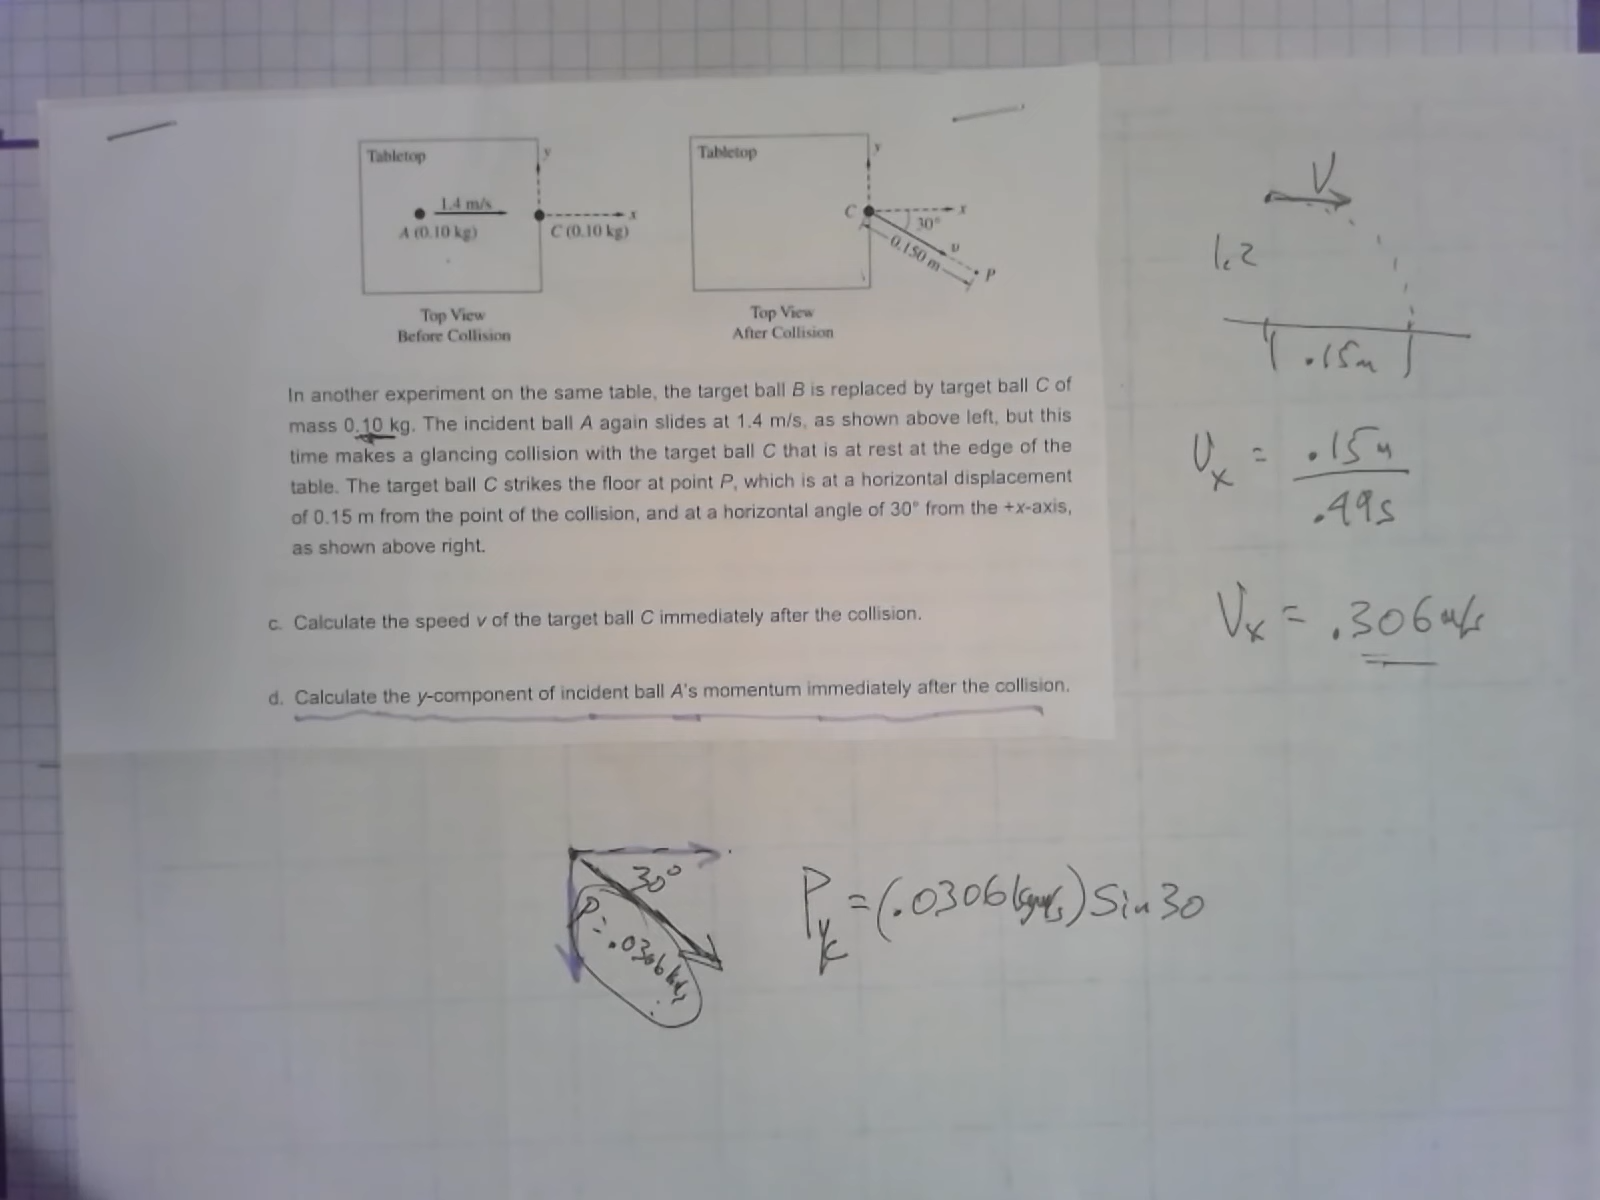 Tabletop
y
1.4 m/s
A (0.10 kg)
x
C (0.10 kg)
Top View
Before Collision
Tabletop
y
C
x
30°
0.150 m
v
P
Top View
After Collision
In another experiment on the same table, the target ball B is replaced by target ball C of
mass 0.10 kg. The incident ball A again slides at 1.4 m/s, as shown above left, but this
time makes a glancing collision with the target ball C that is at rest at the edge of the
table. The target ball C strikes the floor at point P, which is at a horizontal displacement
of 0.15 m from the point of the collision, and at a horizontal angle of 30° from the +x-axis,
as shown above right.
c. Calculate the speed v of the target ball C immediately after the collision.
d. Calculate the y-component of incident ball A's momentum immediately after the collision.
V
1.2
.15m
Vx = .15m
.49s
Vx = .306 m/s
30°
P = .0306
Pyc = (.0306 kgm/s) Sin 30